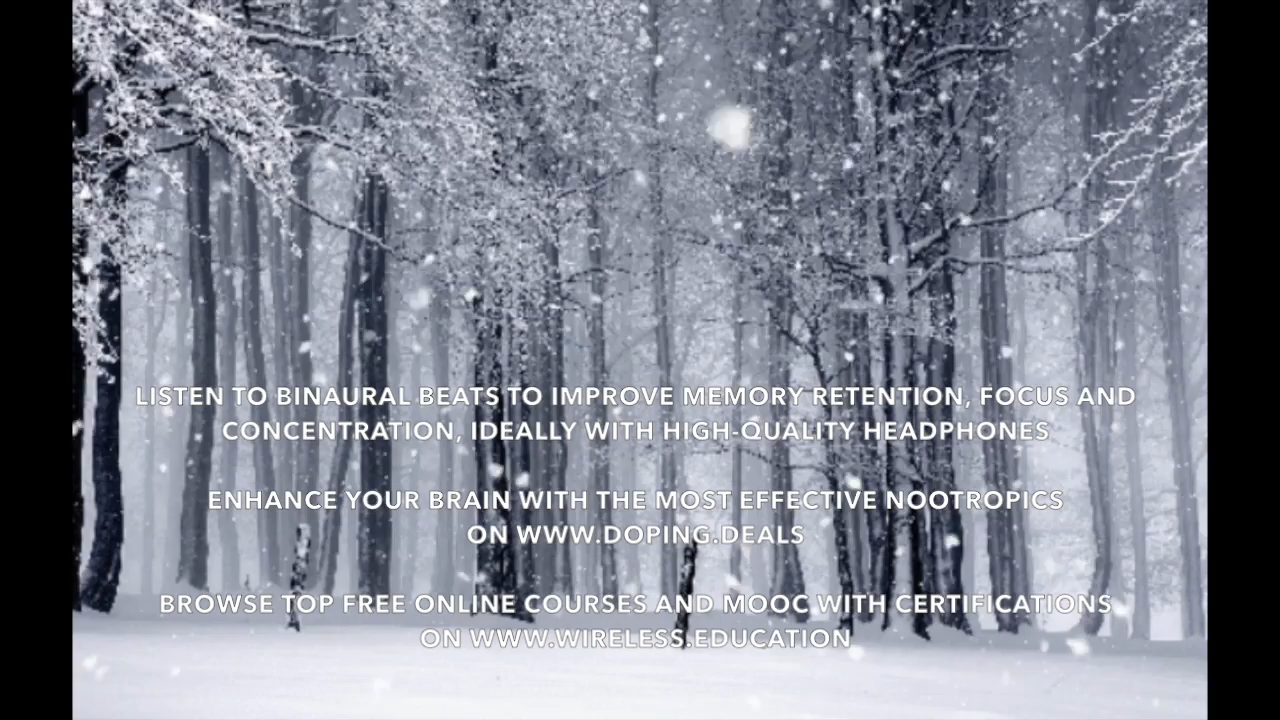 LISTEN TO BINAURAL BEATS TO IMPROVE MEMORY RETENTION, FOCUS AND
CONCENTRATION, IDEALLY WITH HIGH-QUALITY HEADPHONES
ENHANCE YOUR BRAIN WITH THE MOST EFFECTIVE NOOTROPICS
ON WWW.DOPING.DEALS
BROWSE TOP FREE ONLINE COURSES AND MOOC WITH CERTIFICATIONS
ON WWW.WIRELESS.EDUCATION